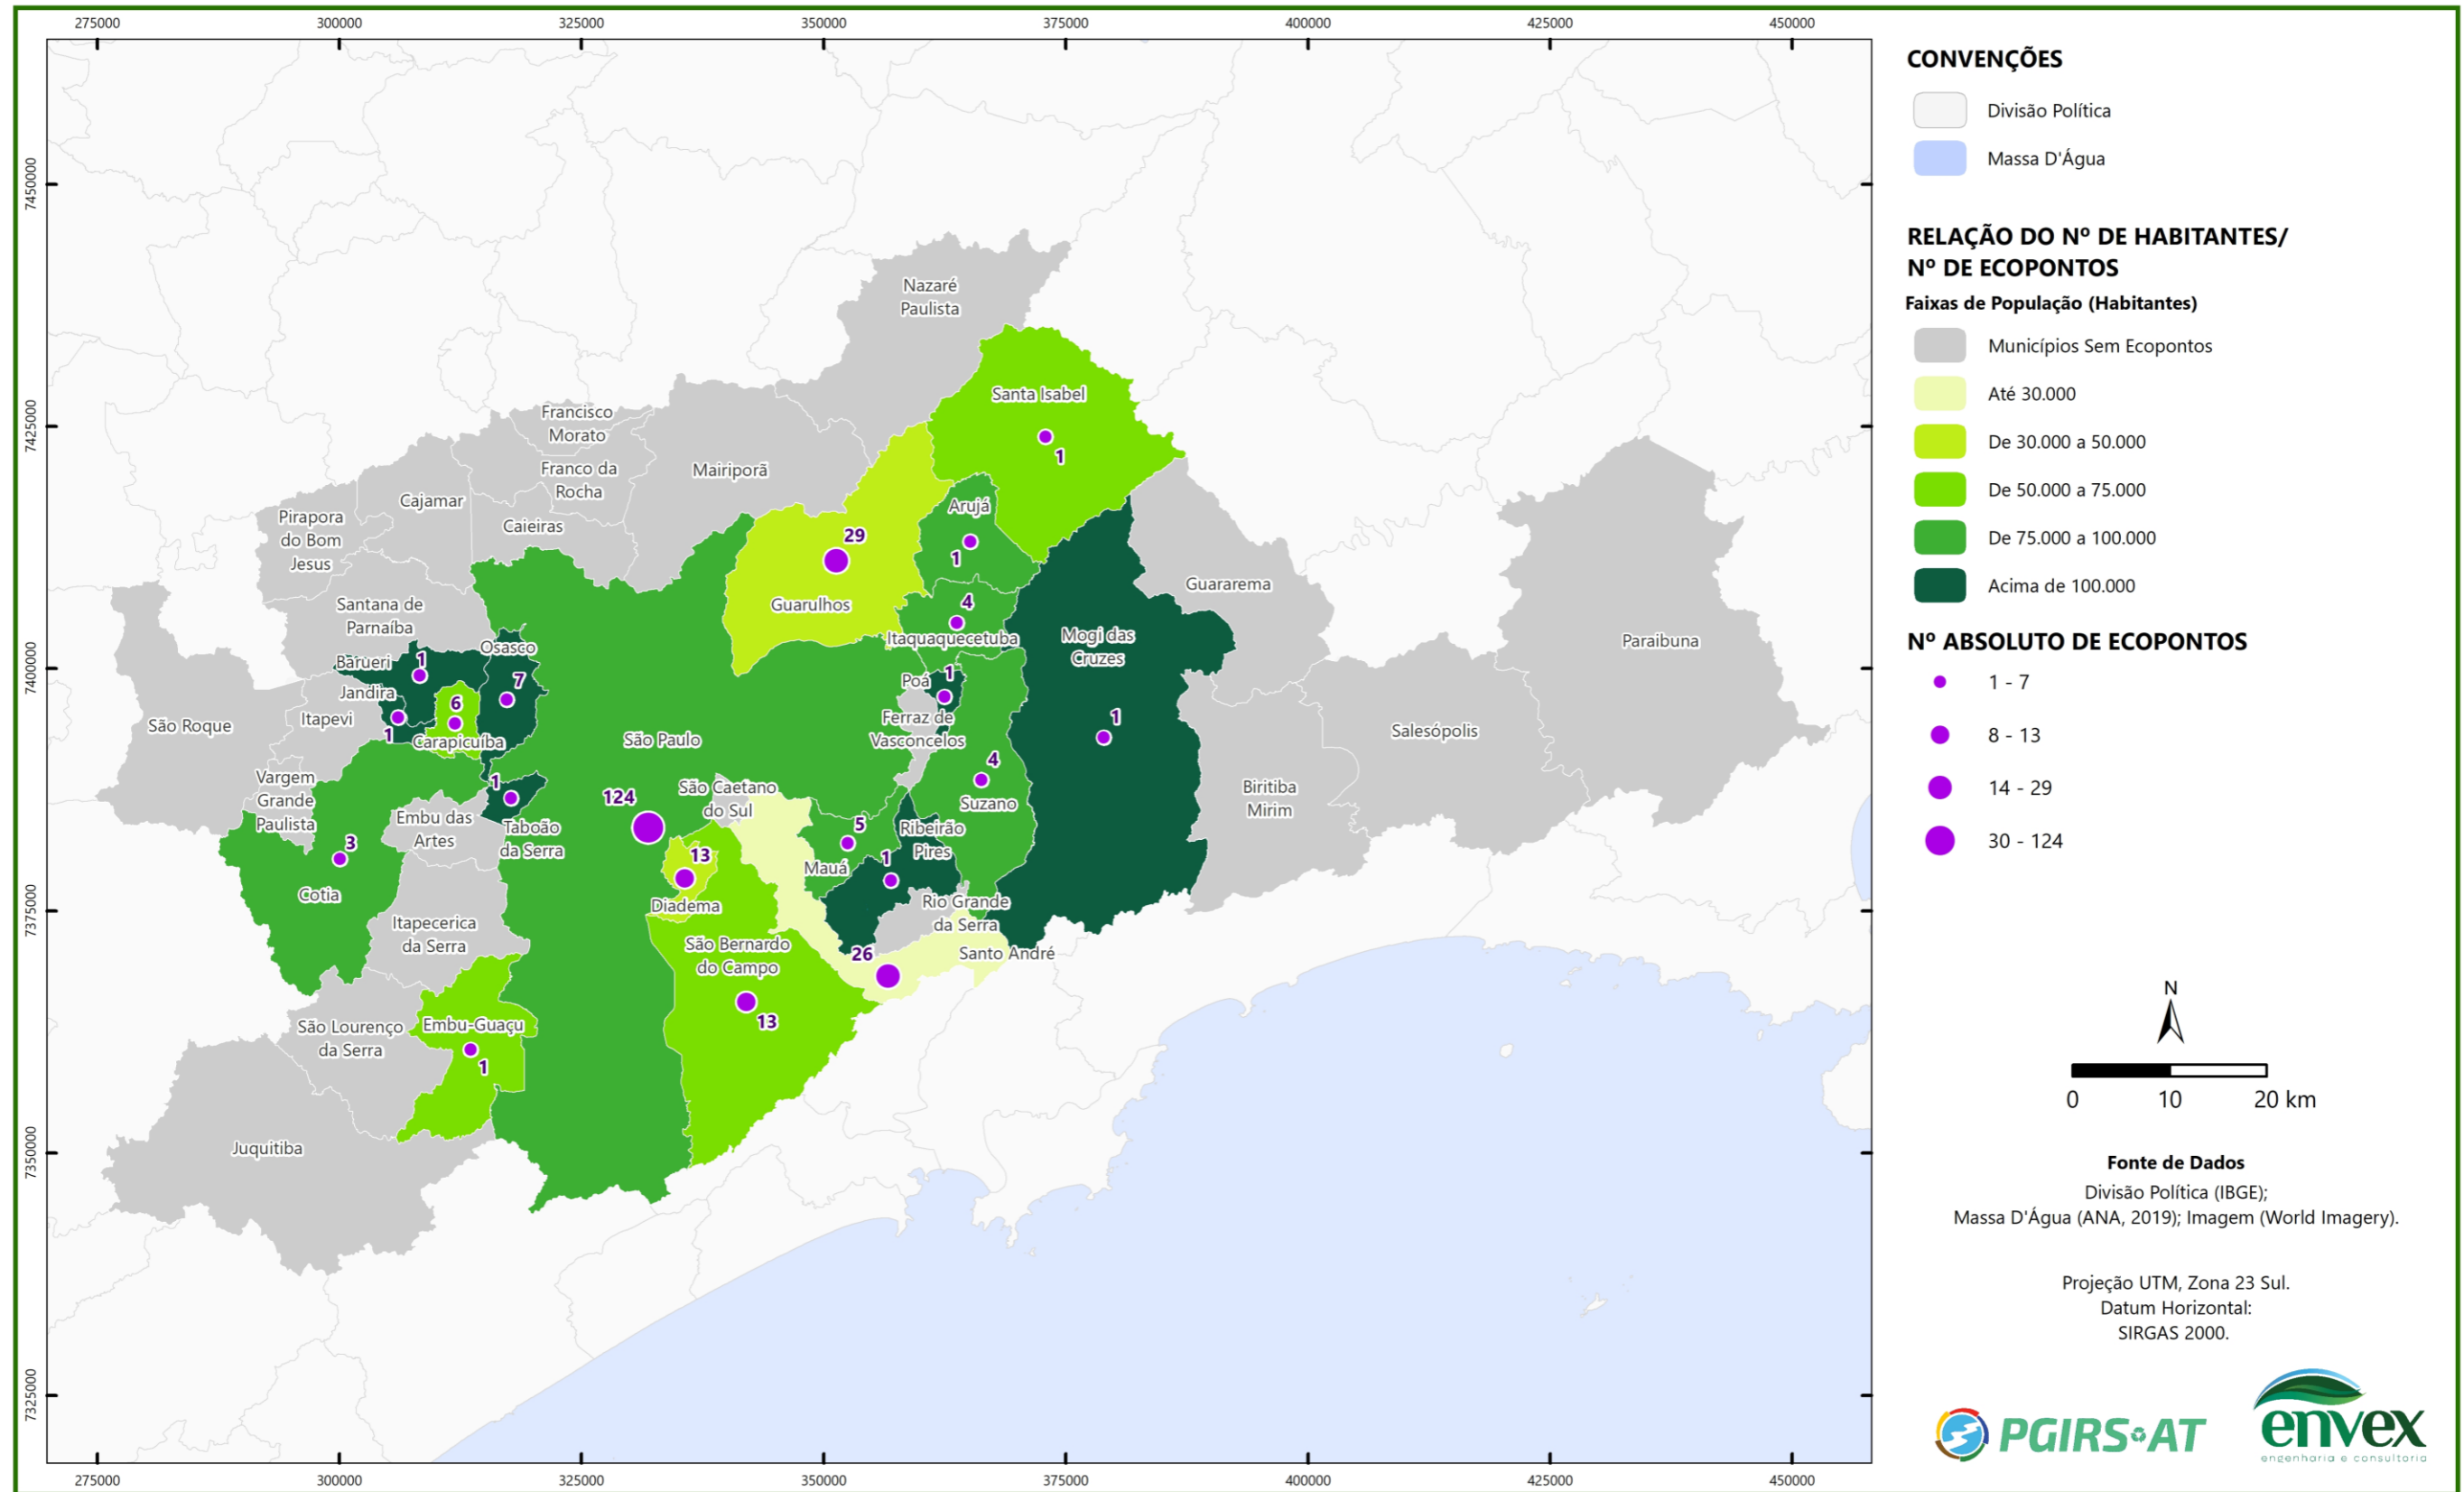 275000
300000
325000
350000
375000
400000
425000
450000
7450000
7425000
7400000
7375000
7350000
7325000
Nazaré
Paulista
Santa Isabel
1
Francisco
Morato
Franco da
Rocha
Mairiporã
Cajamar
Caieiras
Pirapora
do Bom
Jesus
Arujá
1
29
Guarulhos
Guararema
Santana de
Parnaíba
4
Itaquaquecetuba
Mogi das
Cruzes
1
Paraibuna
Osasco
7
Barueri
1
Jandira
1
Itapevi
6
Carapicuíba
São Roque
Poá
1
Ferraz de
Vasconcelos
São Paulo
124
Salesópolis
Vargem
Grande
Paulista
1
Taboão
da Serra
Embu das
Artes
São Caetano
do Sul
4
Suzano
Biritiba
Mirim
3
Cotia
5
Mauá
Ribeirão
Pires
1
13
Diadema
Itapecerica
da Serra
Rio Grande
da Serra
São Bernardo
do Campo
13
26
Santo André
São Lourenço
da Serra
Embu-Guaçu
1
Juquitiba
275000
300000
325000
350000
375000
400000
425000
450000
CONVENÇÕES
Divisão Política
Massa D'Água
RELAÇÃO DO Nº DE HABITANTES/
Nº DE ECOPONTOS
Faixas de População (Habitantes)
Municípios Sem Ecopontos
Até 30.000
De 30.000 a 50.000
De 50.000 a 75.000
De 75.000 a 100.000
Acima de 100.000
Nº ABSOLUTO DE ECOPONTOS
1 - 7
8 - 13
14 - 29
30 - 124
N
0 10 20 km
Fonte de Dados
Divisão Política (IBGE);
Massa D'Água (ANA, 2019); Imagem (World Imagery).
Projeção UTM, Zona 23 Sul.
Datum Horizontal:
SIRGAS 2000.
PGIRS AT
envex
engenharia e consultoria